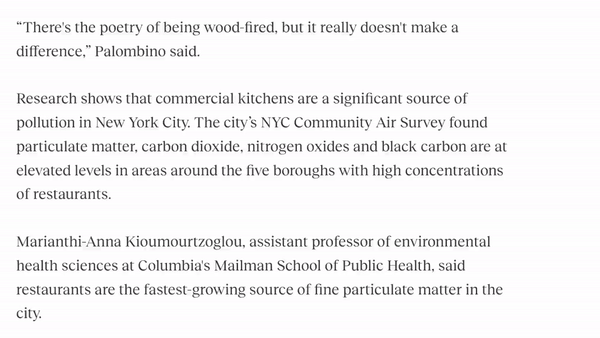 “There's the poetry of being wood-fired, but it really doesn't make a
difference,” Palombino said.
Research shows that commercial kitchens are a significant source of
pollution in New York City. The city’s NYC Community Air Survey found
particulate matter, carbon dioxide, nitrogen oxides and black carbon are at
elevated levels in areas around the five boroughs with high concentrations
of restaurants.
Marianthi-Anna Kioumourtzoglou, assistant professor of environmental
health sciences at Columbia's Mailman School of Public Health, said
restaurants are the fastest-growing source of fine particulate matter in the
city.